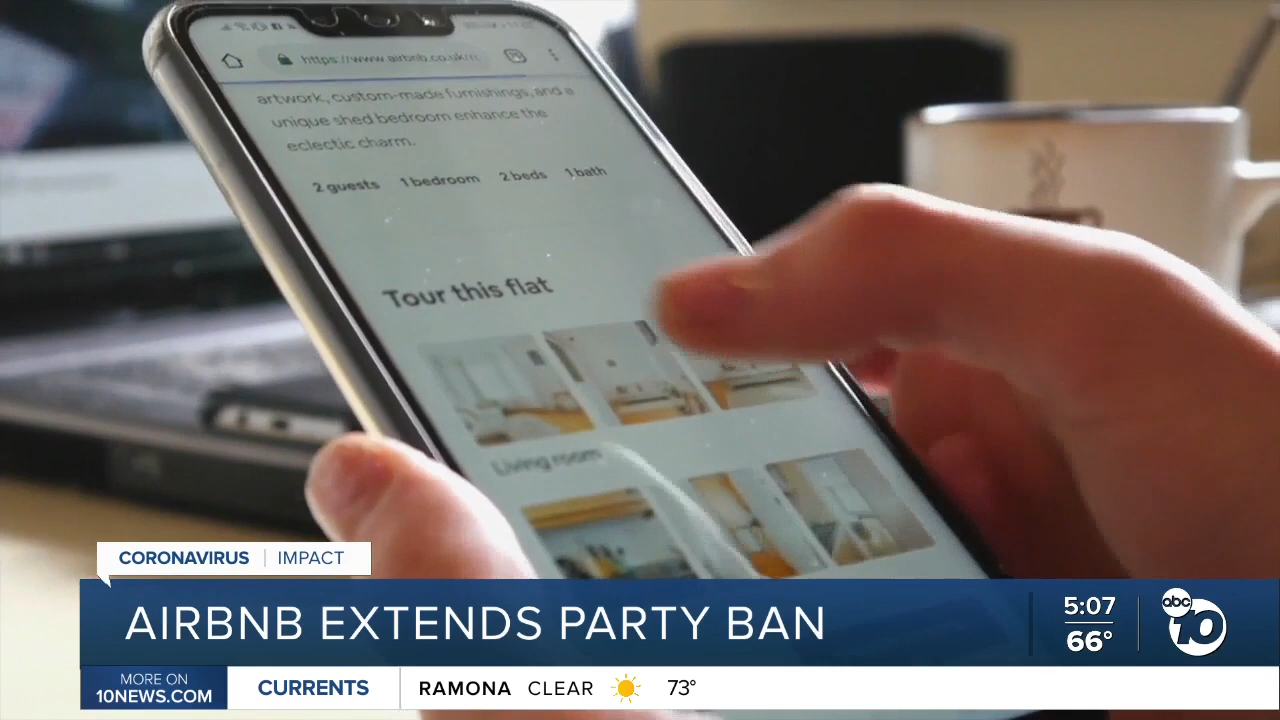 https://www.airbnb.co.uk/r
artwork, custom-made furnishings, and a
unique shed bedroom enhance the
eclectic charm.
2 guests 1 bedroom 2 beds 1 bath
Tour this flat
Living room
CORONAVIRUS | IMPACT
AIRBNB EXTENDS PARTY BAN
5:07
66°
abc
10
MORE ON
10NEWS.COM
CURRENTS
RAMONA CLEAR 73°